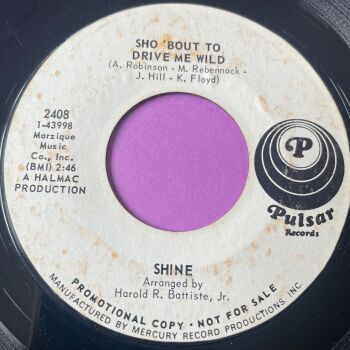 SHO 'BOUT TO
DRIVE ME WILD
(A. Robinson - M. Rebennack -
J. Hill - K. Floyd)
2408
1-43998
Marzique
Music
Co., Inc.
(BMI) 2:46
A HALMAC
PRODUCTION
P
Pulsar
Records
SHINE
Arranged by
Harold R. Battiste, Jr.
PROMOTIONAL COPY • NOT FOR SALE
MANUFACTURED BY MERCURY RECORD PRODUCTIONS, INC.